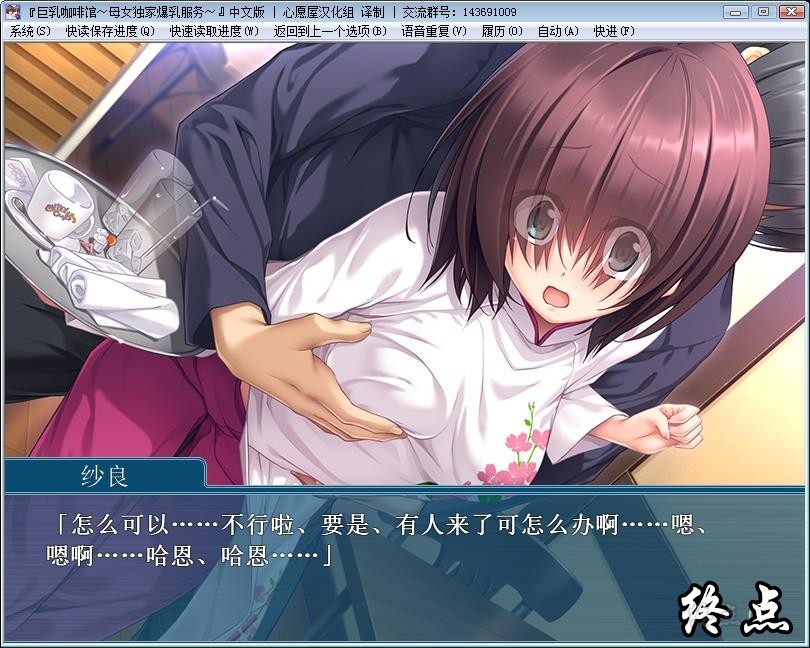 『巨乳咖啡馆～母女独家爆乳服务～』中文版 | 心愿屋汉化组 译制 | 交流群号：143691009
系统(S) 快读保存进度(Q) 快速读取进度(W) 返回到上一个选项(B) 语音重复(V) 履历(O) 自动(A) 快进(F)
纱良
「怎么可以……不行啦、要是、有人来了可怎么办啊……嗯、
嗯啊……哈恩、哈恩……」
终点